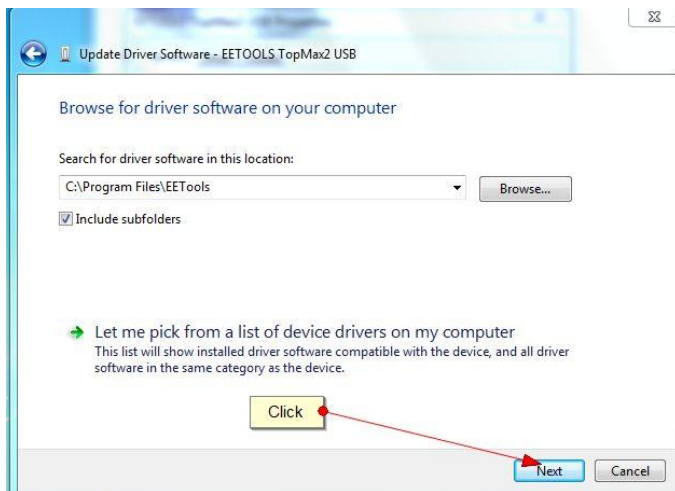 Update Driver Software - EETOOLS TopMax2 USB
Browse for driver software on your computer
Search for driver software in this location:
C:\Program Files\EETools
Browse...
Include subfolders
Let me pick from a list of device drivers on my computer
This list will show installed driver software compatible with the device, and all driver
software in the same category as the device.
Click
Next Cancel